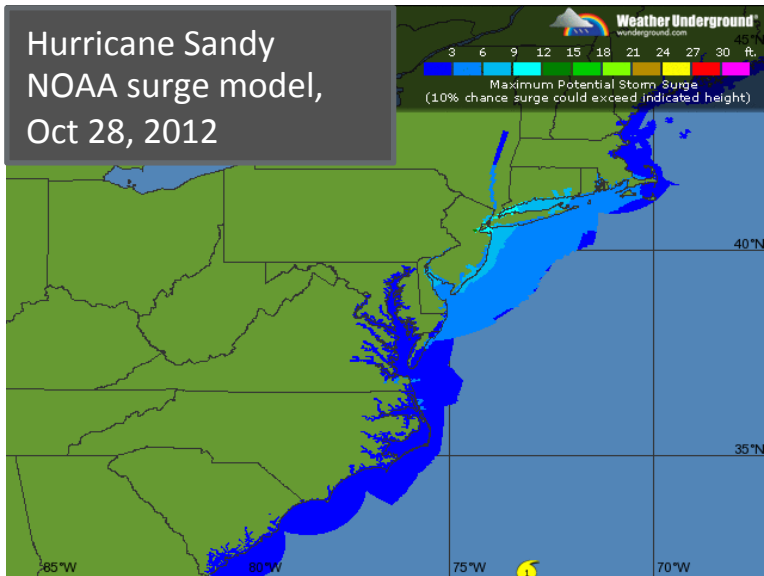 Hurricane Sandy
NOAA surge model,
Oct 28, 2012
Weather Underground®
wunderground.com
3 6 9 12 15 18 21 24 27 30 ft.
Maximum Potential Storm Surge
(10% chance surge could exceed indicated height)
45°N
40°N
35°N
85°W 80°W 75°W 70°W
1